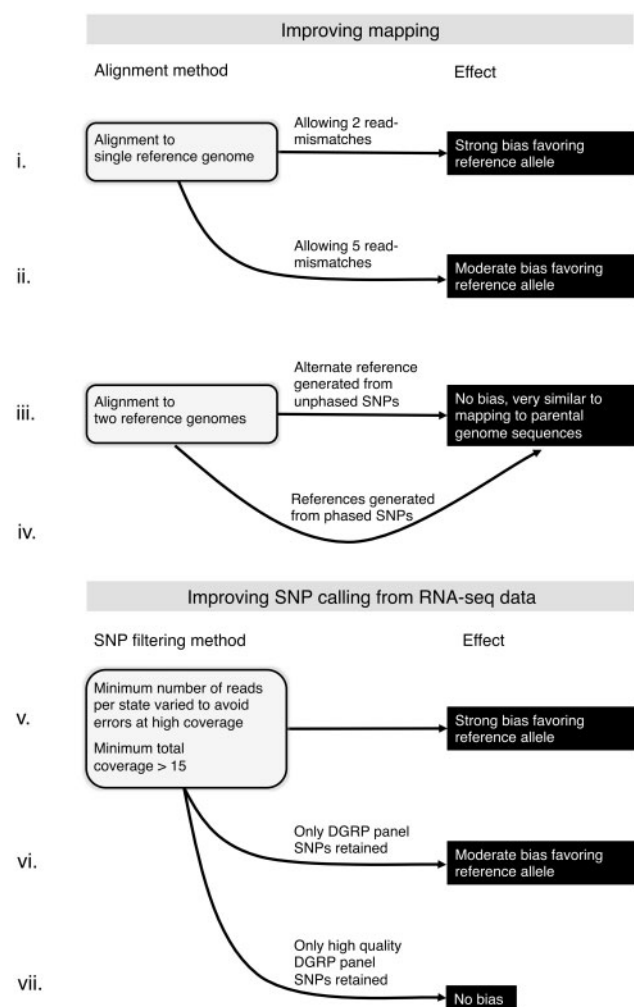 Improving mapping
Alignment method
Effect
i.
Alignment to
single reference genome
Allowing 2 read-
mismatches
Strong bias favoring
reference allele
ii.
Allowing 5 read-
mismatches
Moderate bias favoring
reference allele
iii.
Alignment to
two reference genomes
Alternate reference
generated from
unphased SNPs
No bias, very similar to
mapping to parental
genome sequences
iv.
References generated
from phased SNPs
Improving SNP calling from RNA-seq data
SNP filtering method
Effect
v.
Minimum number of reads
per state varied to avoid
errors at high coverage
Minimum total
coverage > 15
Strong bias favoring
reference allele
vi.
Only DGRP panel
SNPs retained
Moderate bias favoring
reference allele
vii.
Only high quality
DGRP panel
SNPs retained
No bias